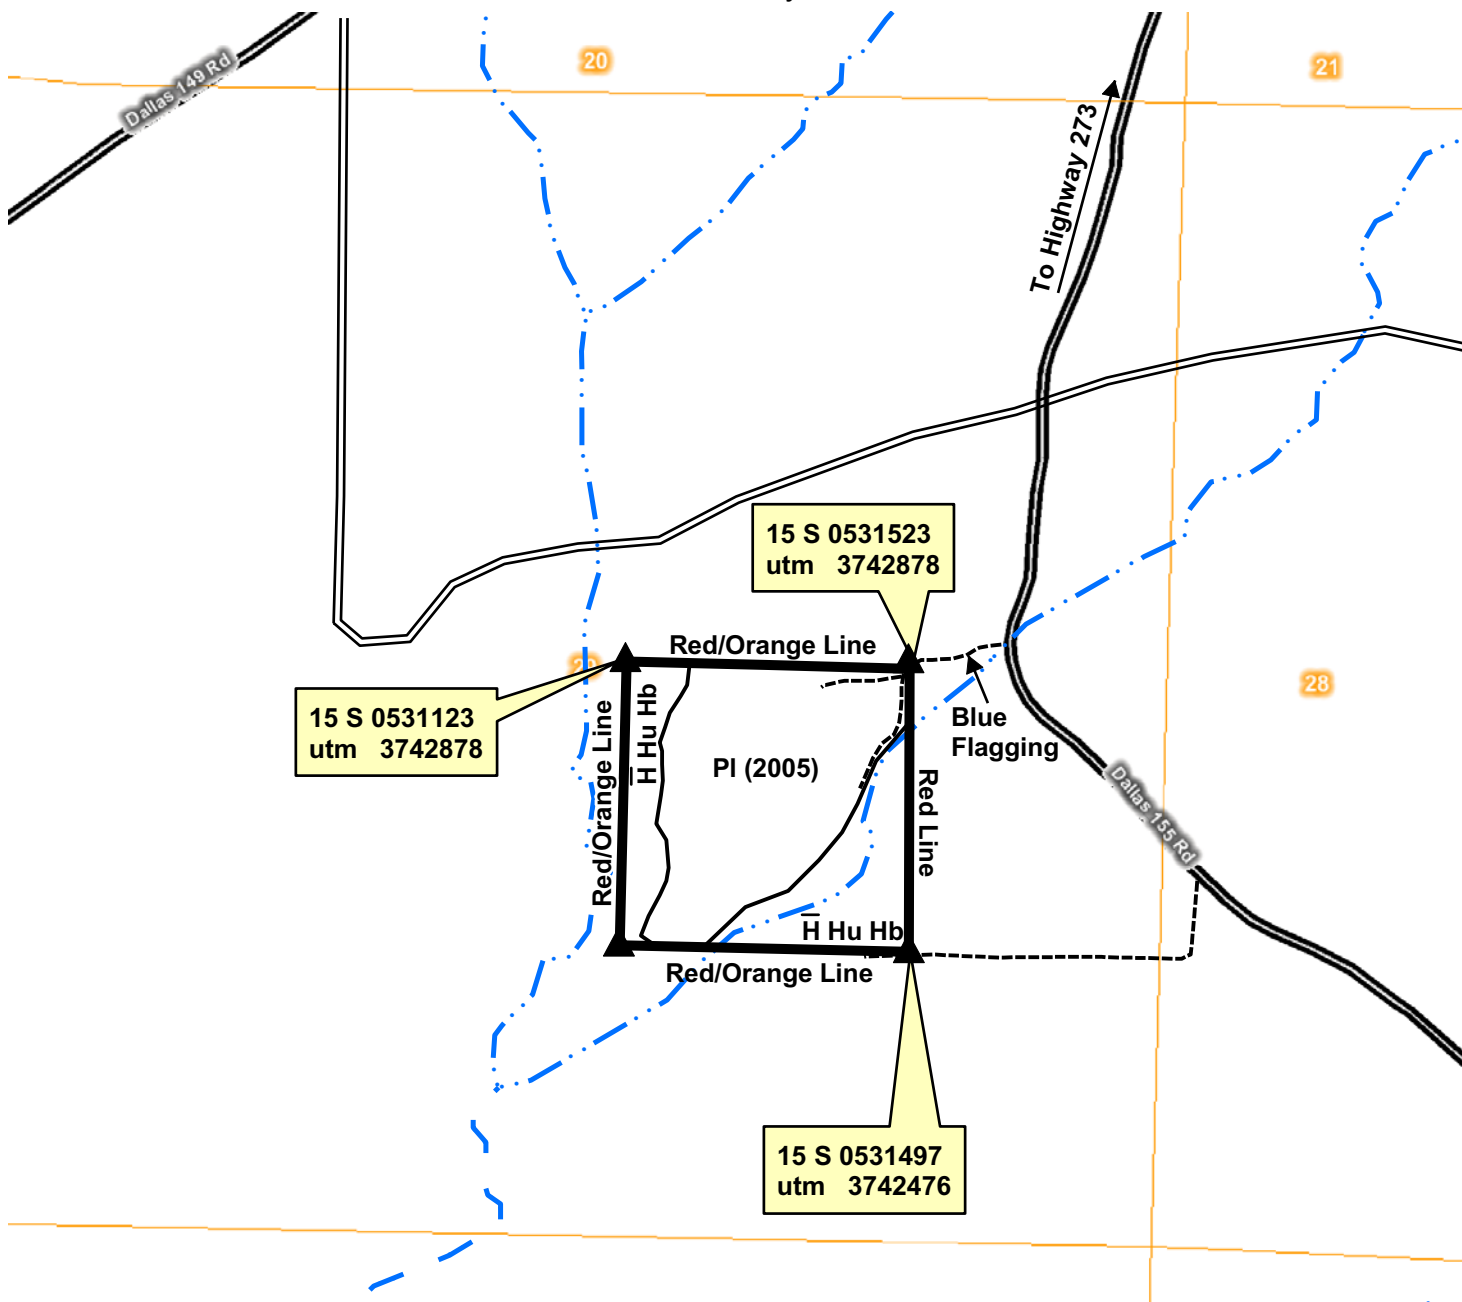 20
21
Dallas 149 Rd
To Highway 273
15 S 0531523
utm 3742878
Red/Orange Line
28
15 S 0531123
utm 3742878
Red/Orange Line
H̅ Hu Hb
PI (2005)
Blue
Flagging
Red Line
Dallas 155 Rd
H̅ Hu Hb
Red/Orange Line
15 S 0531497
utm 3742476